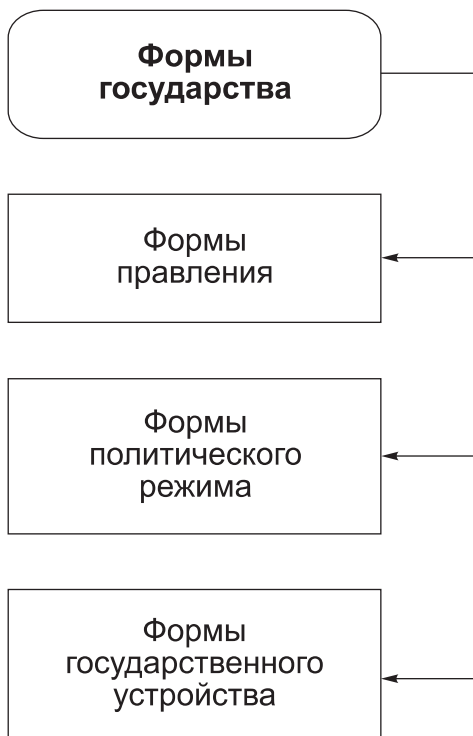 Формы
государства
Формы
правления
Формы
политического
режима
Формы
государственного
устройства